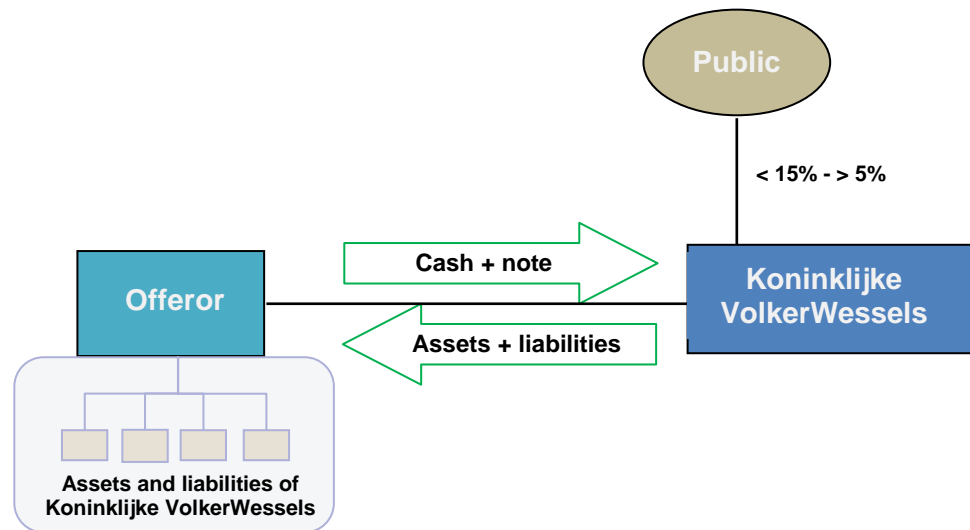 Public
< 15% - > 5%
Cash + note
Offeror
Koninklijke
VolkerWessels
Assets + liabilities
Assets and liabilities of
Koninklijke VolkerWessels